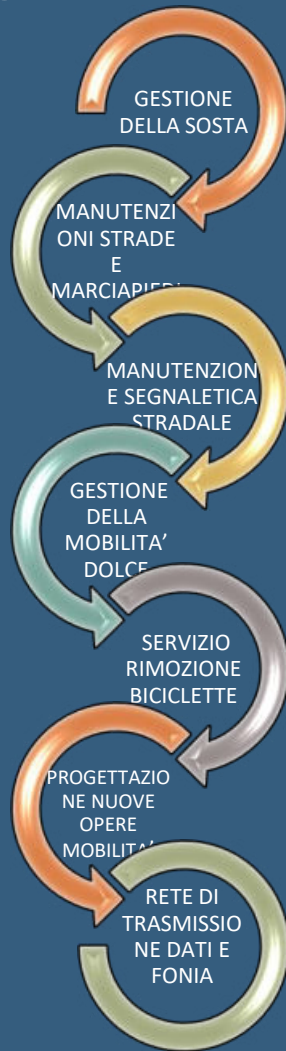 GESTIONE
DELLA SOSTA
MANUTENZI
ONI STRADE
E
MARCIAPIEDI
MANUTENZION
E SEGNALETICA
STRADALE
GESTIONE
DELLA
MOBILITA’
DOLCE
SERVIZIO
RIMOZIONE
BICICLETTE
PROGETTAZIO
NE NUOVE
OPERE
MOBILITA’
RETE DI
TRASMISSIO
NE DATI E
FONIA